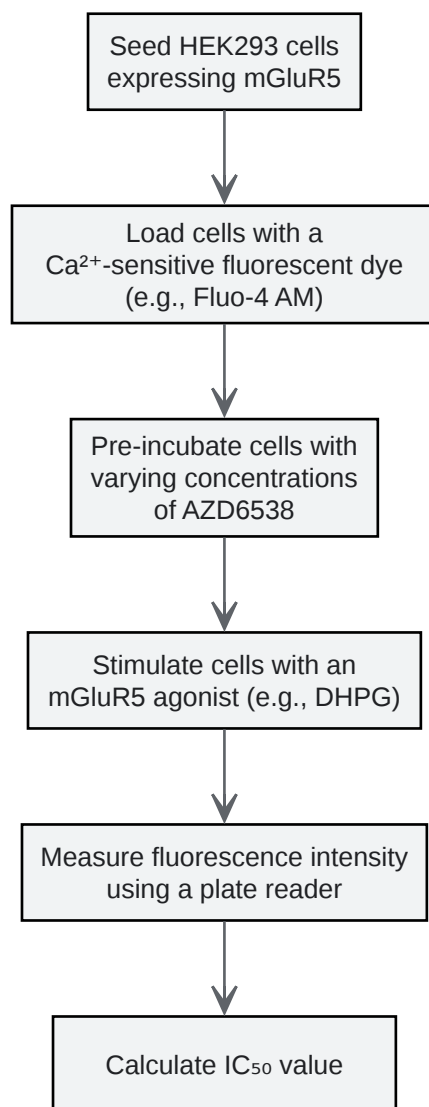 Seed HEK293 cells
expressing mGluR5
Load cells with a
Ca²⁺-sensitive fluorescent dye
(e.g., Fluo-4 AM)
Pre-incubate cells with
varying concentrations
of AZD6538
Stimulate cells with an
mGluR5 agonist (e.g., DHPG)
Measure fluorescence intensity
using a plate reader
Calculate IC₅₀ value